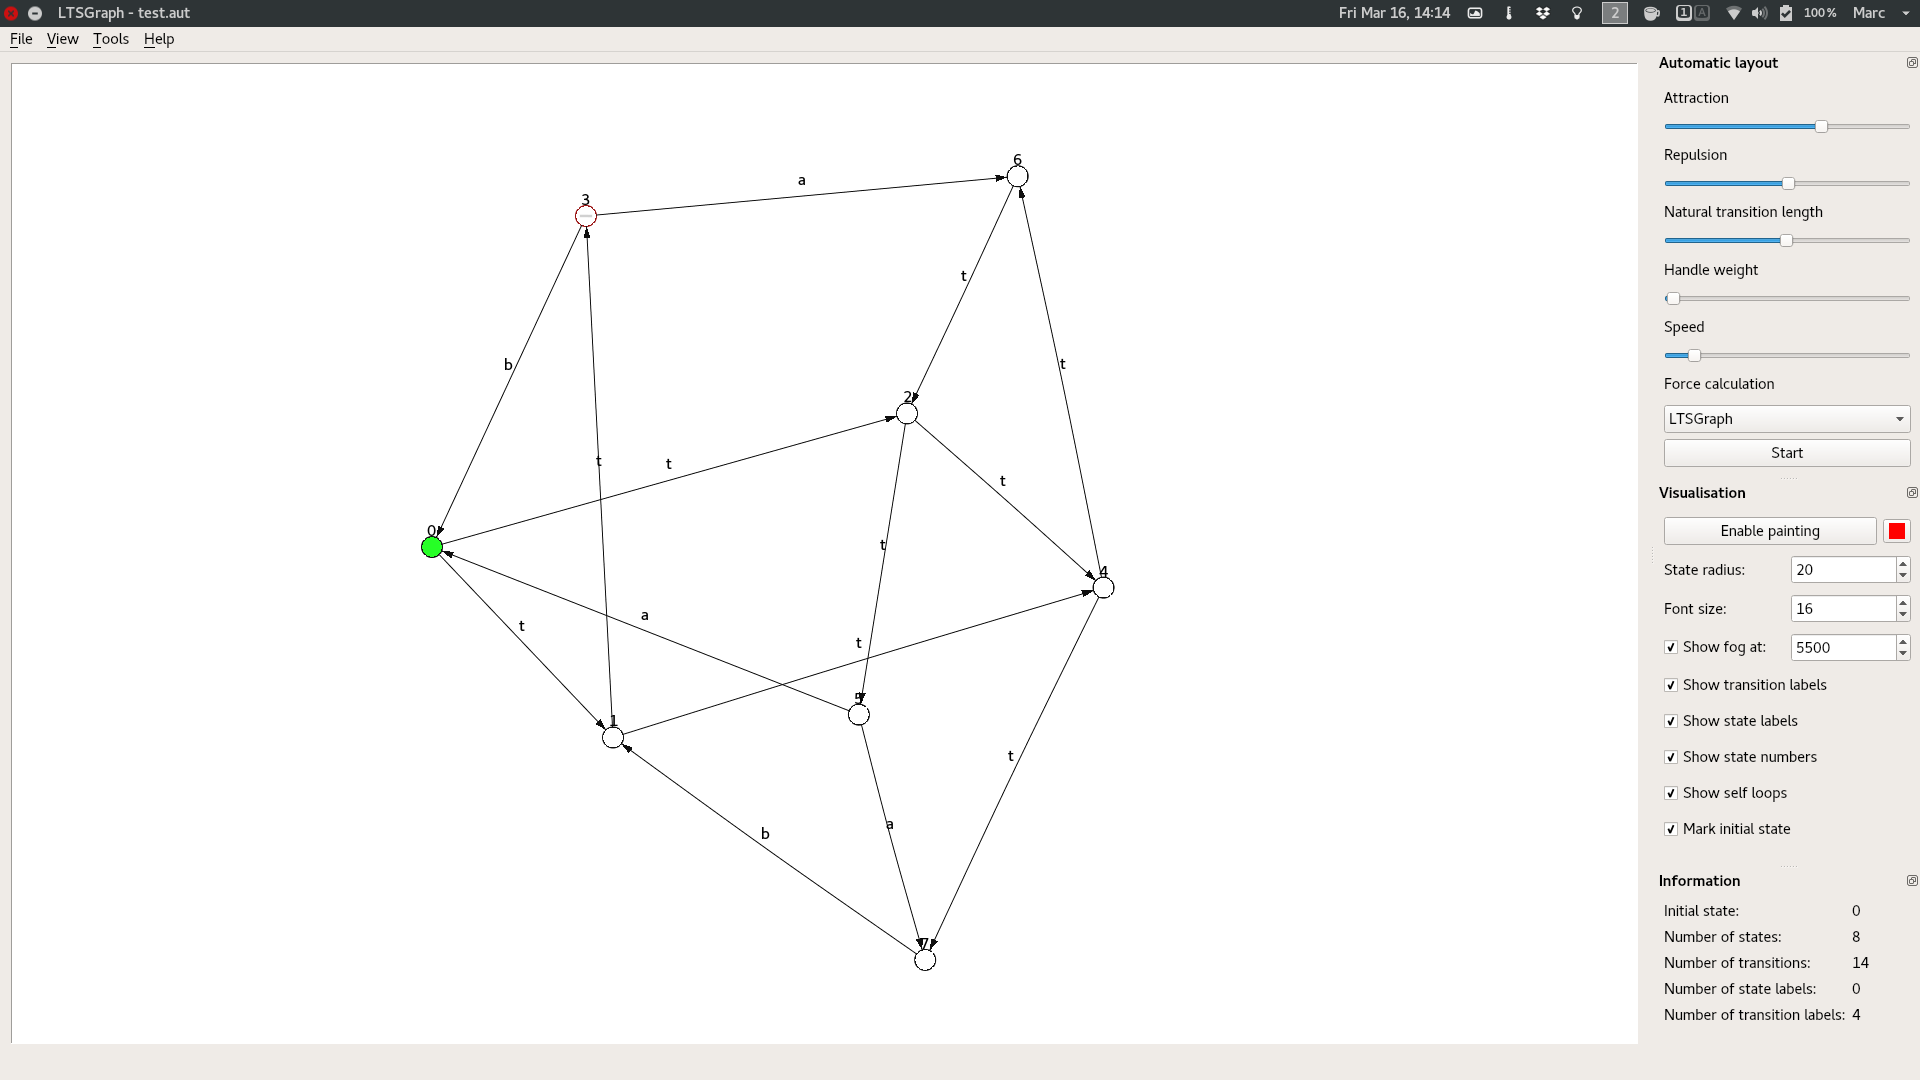 LTSGraph - test.aut
Fri Mar 16, 14:14
2
1 A
100%
Marc
File View Tools Help
Automatic layout
Attraction
Repulsion
Natural transition length
Handle weight
Speed
Force calculation
LTSGraph
Start
Visualisation
Enable painting
State radius: 20
Font size: 16
Show fog at: 5500
Show transition labels
Show state labels
Show state numbers
Show self loops
Mark initial state
Information
Initial state: 0
Number of states: 8
Number of transitions: 14
Number of state labels: 0
Number of transition labels: 4
6
a
3
t
b
t
2
t
t
t
0
t
4
a
t
t
5
1
t
a
b
7